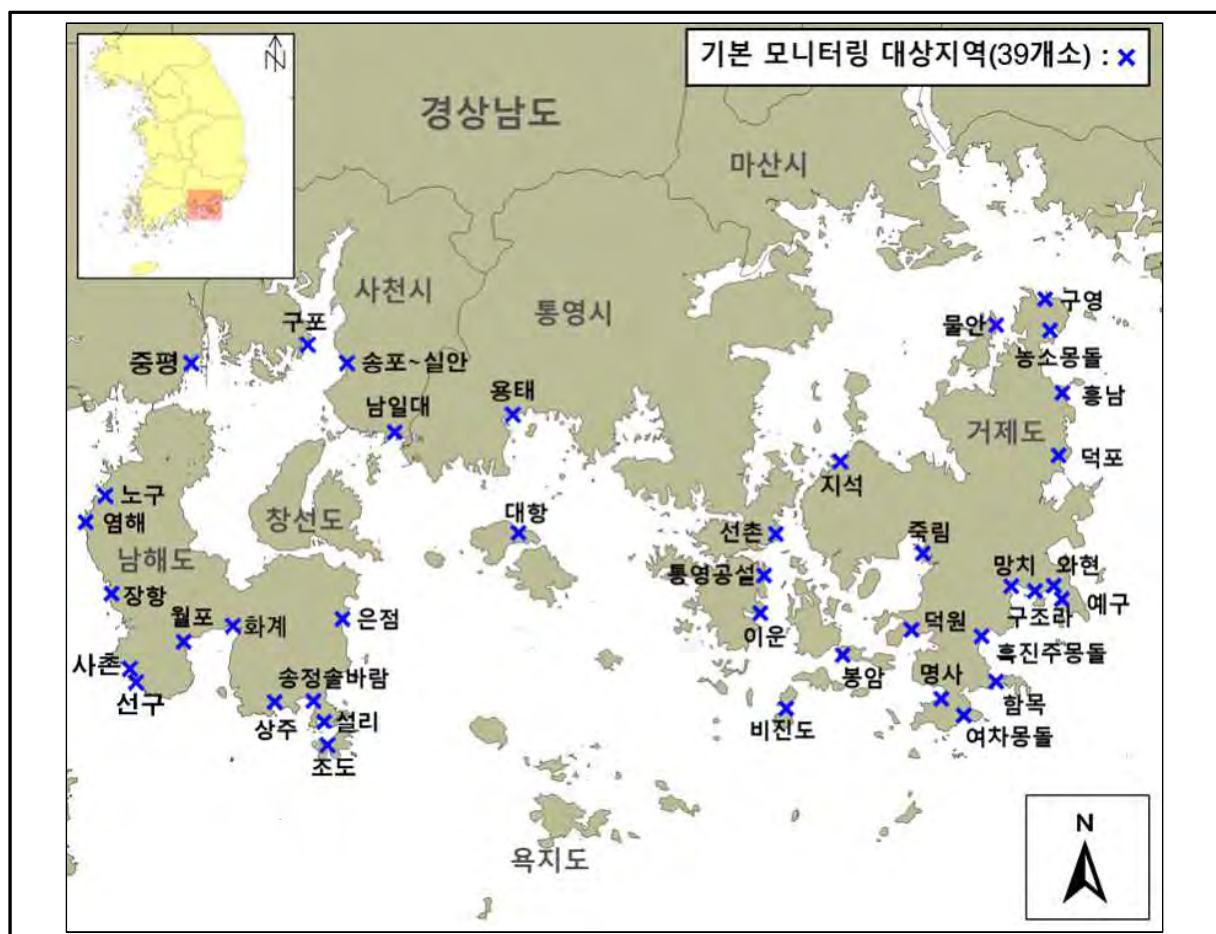 기본 모니터링 대상지역(39개소) : ×
N
경상남도
마산시
사천시
통영시
구포
중평
송포~실안
남일대
용태
물안
구영
농소몽돌
흥남
거제도
덕포
지석
노구
염해
창선도
대항
선촌
죽림
남해도
통영공설
망치
와현
장항
구조라
예구
월포
화계
은점
이운
덕원
흑진주몽돌
사촌
선구
송정솔바람
봉암
명사
함목
상주
설리
비진도
여차몽돌
조도
욕지도
N